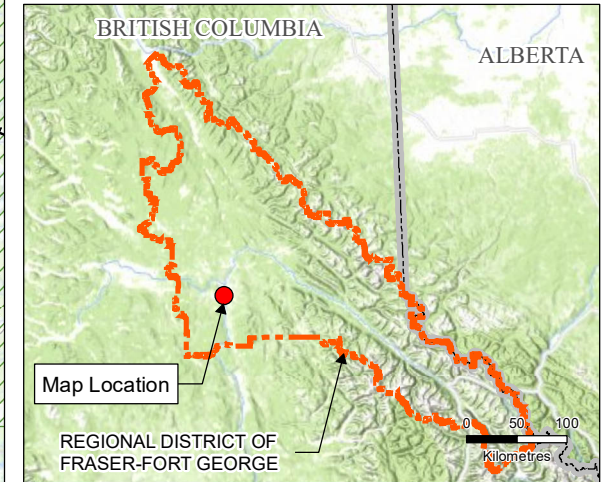 BRITISH COLUMBIA
ALBERTA
Map Location
REGIONAL DISTRICT OF
FRASER-FORT GEORGE
0 50 100
Kilometres